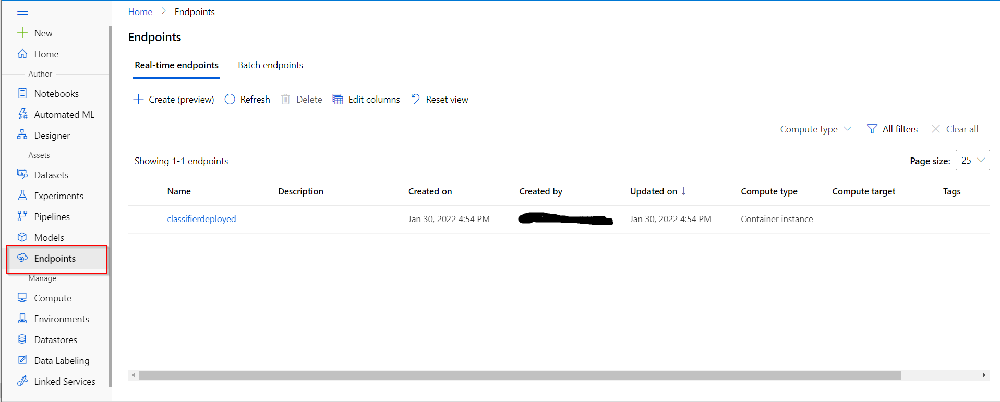 Home > Endpoints
New
Home
Author
Notebooks
Automated ML
Designer
Assets
Datasets
Experiments
Pipelines
Models
Endpoints
Manage
Compute
Environments
Datastores
Data Labeling
Linked Services
Endpoints
Real-time endpoints Batch endpoints
Create (preview) Refresh Delete Edit columns Reset view
Compute type All filters Clear all
Showing 1-1 endpoints Page size: 25
Name Description Created on Created by Updated on ↓ Compute type Compute target Tags
classifierdeployed Jan 30, 2022 4:54 PM Jan 30, 2022 4:54 PM Container instance